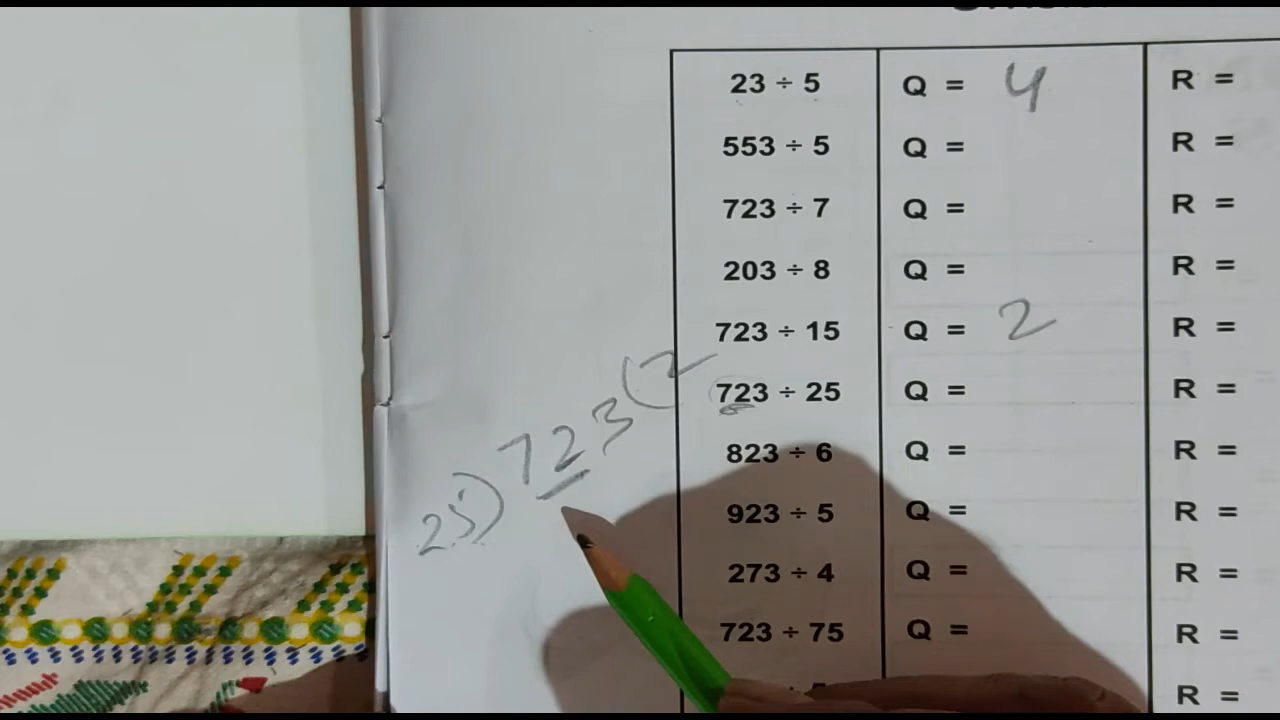 23 ÷ 5 Q = 4 R =
553 ÷ 5 Q = R =
723 ÷ 7 Q = R =
203 ÷ 8 Q = R =
723 ÷ 15 Q = 2 R =
723 ÷ 25 Q = R =
823 ÷ 6 Q = R =
923 ÷ 5 Q = R =
273 ÷ 4 Q = R =
723 ÷ 75 Q = R =
R =
25) 723 (2